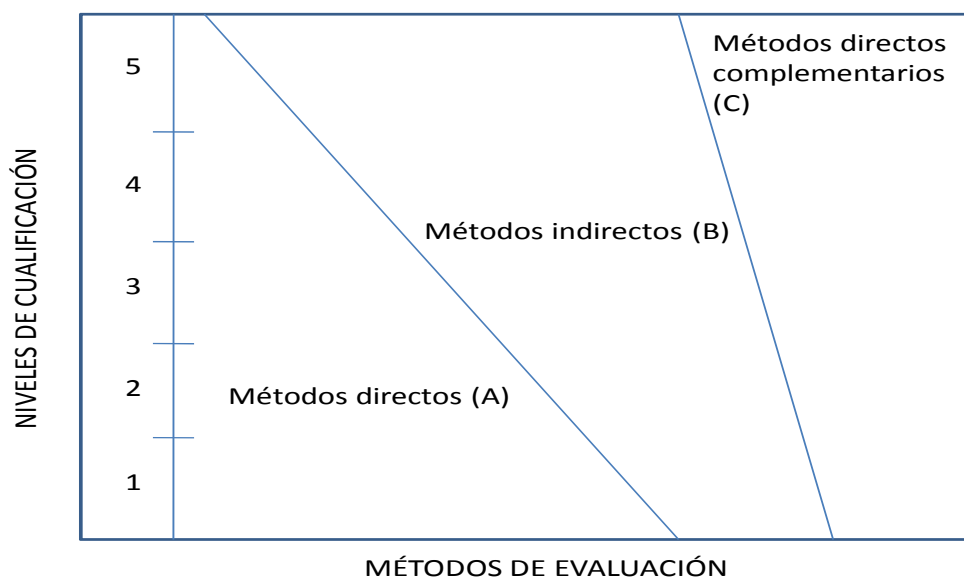 NIVELES DE CUALIFICACIÓN
5
4
3
2
1
Métodos directos
complementarios
(C)
Métodos indirectos (B)
Métodos directos (A)
MÉTODOS DE EVALUACIÓN